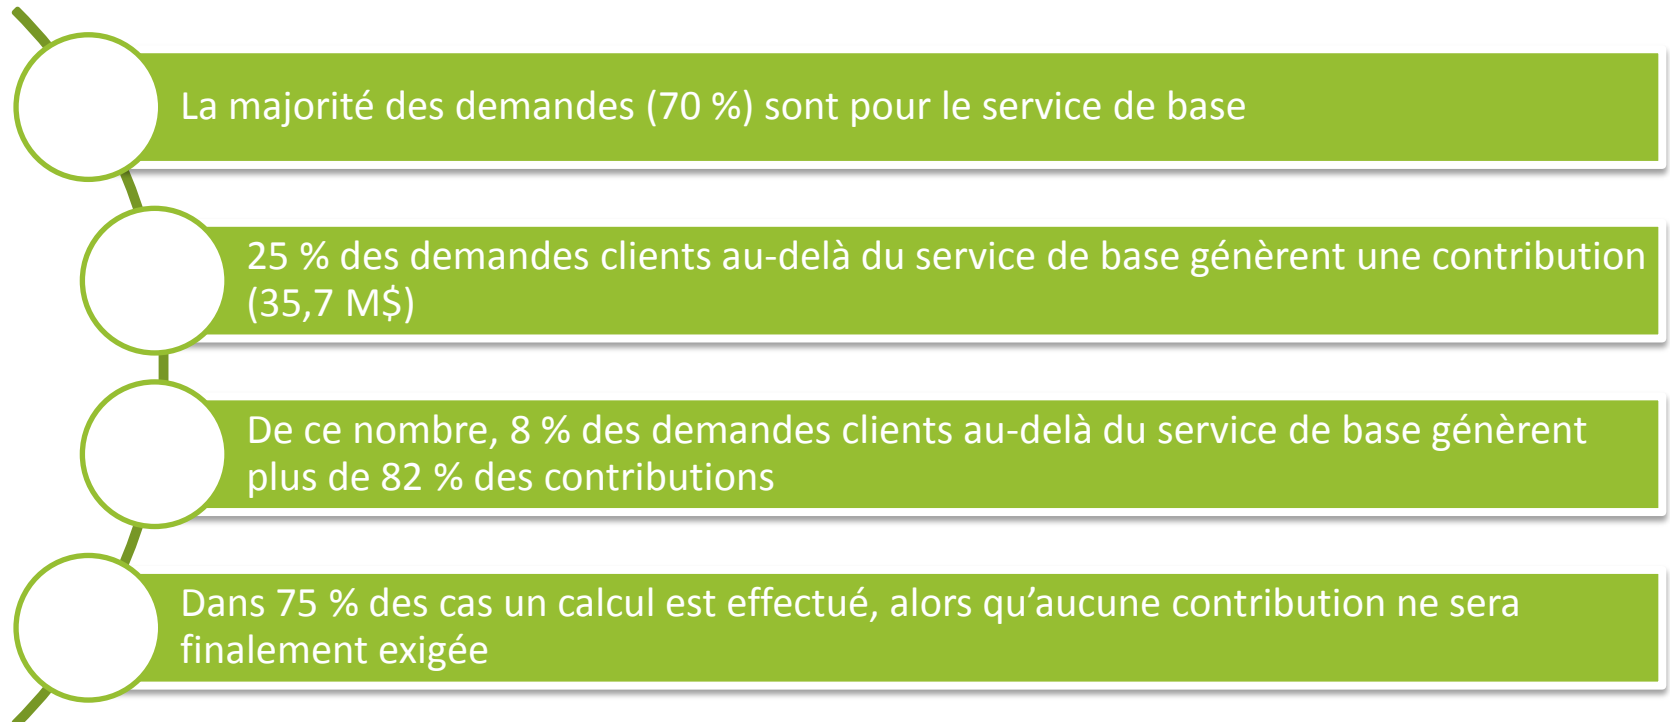 La majorité des demandes (70 %) sont pour le service de base
25 % des demandes clients au-delà du service de base génèrent une contribution
(35,7 M$)
De ce nombre, 8 % des demandes clients au-delà du service de base génèrent
plus de 82 % des contributions
Dans 75 % des cas un calcul est effectué, alors qu’aucune contribution ne sera
finalement exigée